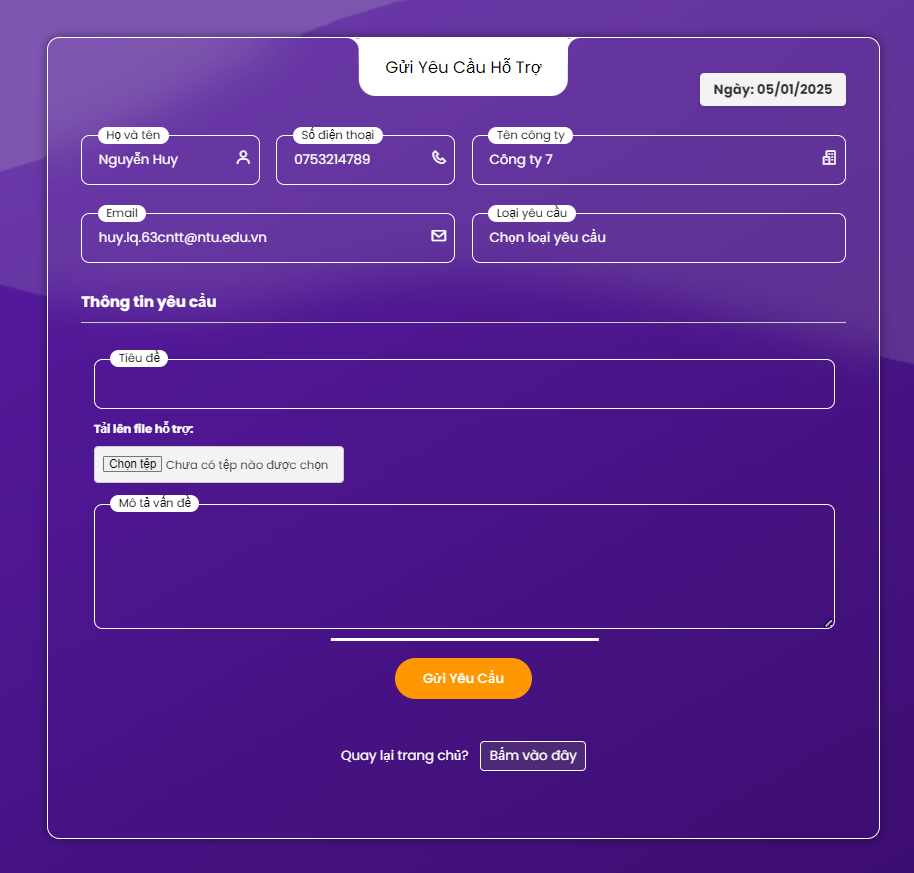 Gửi Yêu Cầu Hỗ Trợ
Ngày: 05/01/2025
Họ và tên
Nguyễn Huy
Số điện thoại
0753214789
Tên công ty
Công ty 7
Email
huy.lq.63cntt@ntu.edu.vn
Loại yêu cầu
Chọn loại yêu cầu
Thông tin yêu cầu
Tiêu đề
Tải lên file hỗ trợ:
Chọn tệp Chưa có tệp nào được chọn
Mô tả vấn đề
Gửi Yêu Cầu
Quay lại trang chủ? Bấm vào đây